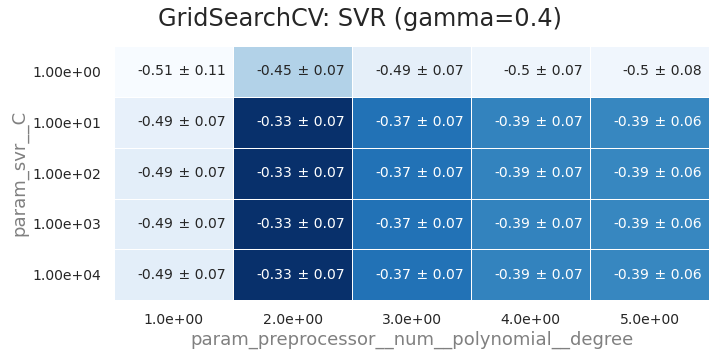 GridSearchCV: SVR (gamma=0.4)
param_svr__C
1.00e+00 -0.51 ± 0.11 -0.45 ± 0.07 -0.49 ± 0.07 -0.5 ± 0.07 -0.5 ± 0.08
1.00e+01 -0.49 ± 0.07 -0.33 ± 0.07 -0.37 ± 0.07 -0.39 ± 0.07 -0.39 ± 0.06
1.00e+02 -0.49 ± 0.07 -0.33 ± 0.07 -0.37 ± 0.07 -0.39 ± 0.07 -0.39 ± 0.06
1.00e+03 -0.49 ± 0.07 -0.33 ± 0.07 -0.37 ± 0.07 -0.39 ± 0.07 -0.39 ± 0.06
1.00e+04 -0.49 ± 0.07 -0.33 ± 0.07 -0.37 ± 0.07 -0.39 ± 0.07 -0.39 ± 0.06
1.0e+00 2.0e+00 3.0e+00 4.0e+00 5.0e+00
param_preprocessor__num__polynomial__degree